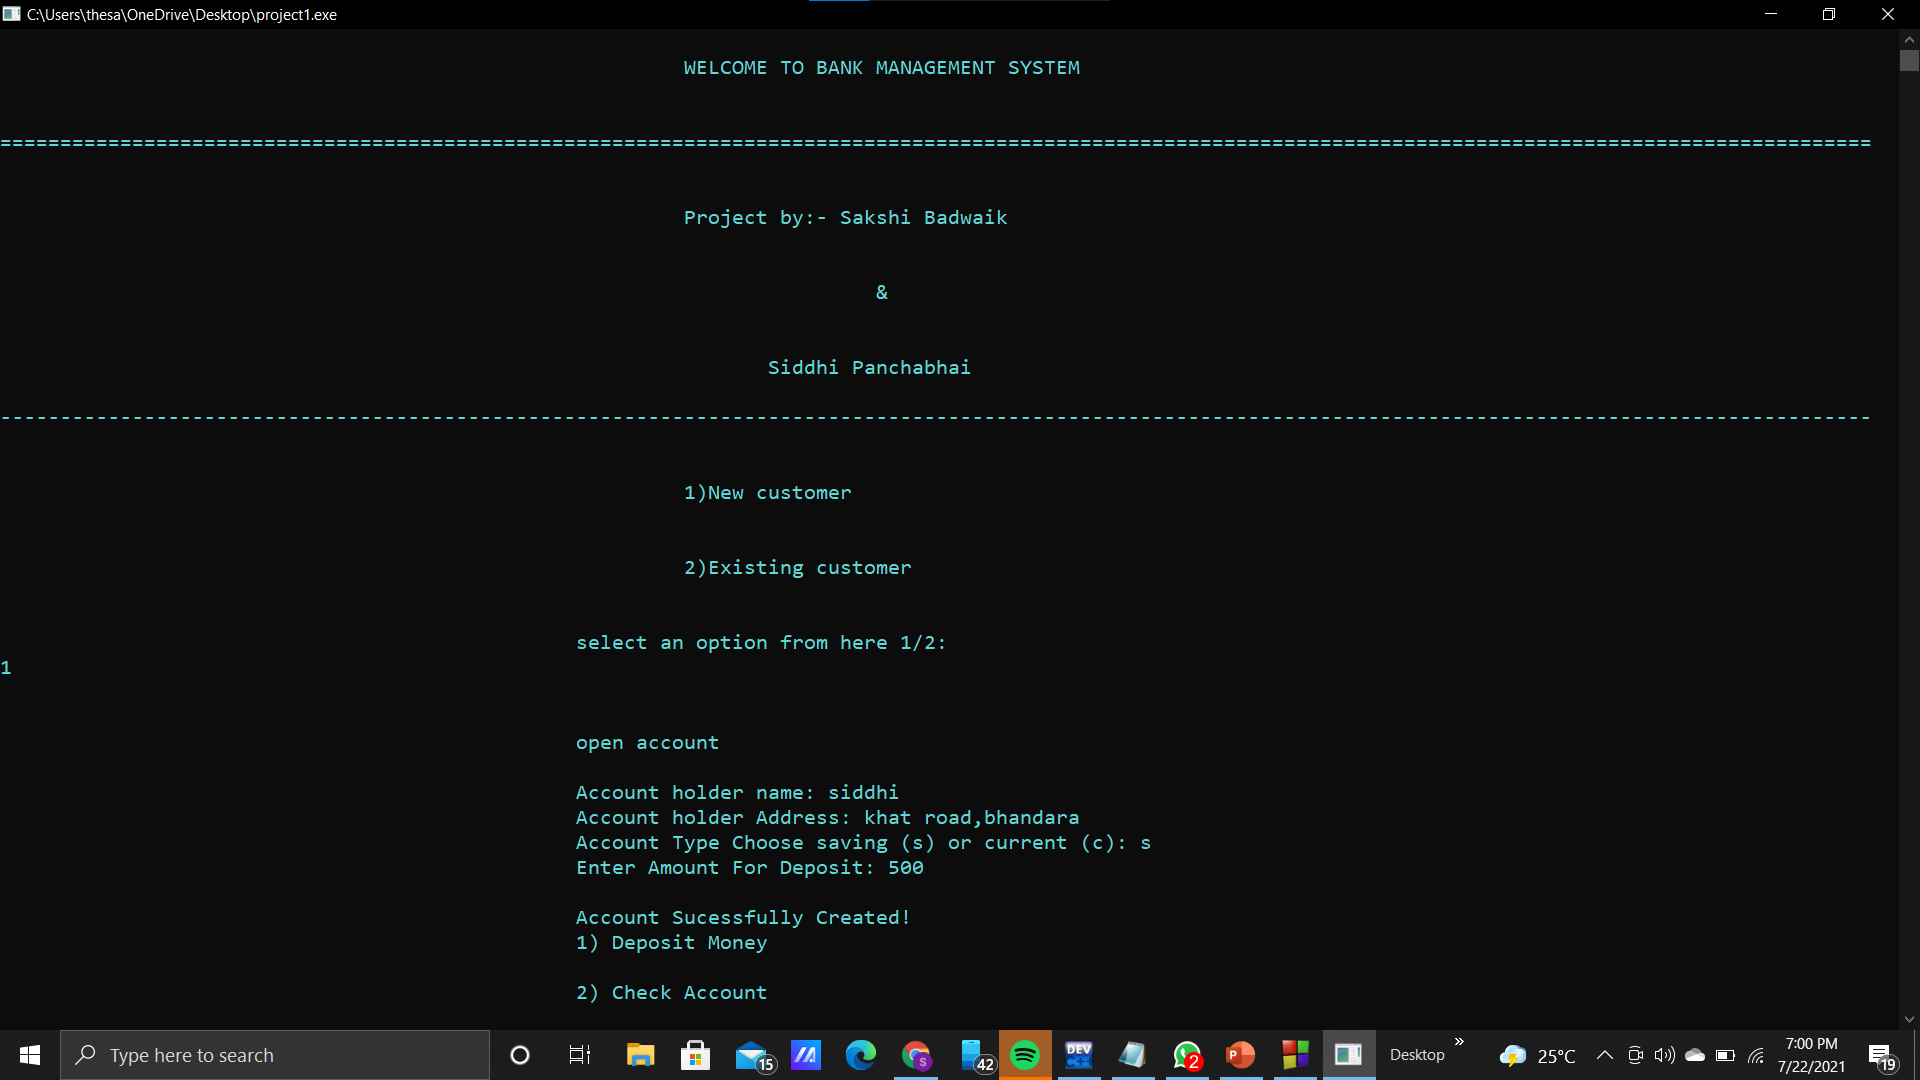 C:\Users\thesa\OneDrive\Desktop\project1.exe
WELCOME TO BANK MANAGEMENT SYSTEM
============================================================================================================================================================
Project by:- Sakshi Badwaik
&
Siddhi Panchabhai
------------------------------------------------------------------------------------------------------------------------------------------------------------
1)New customer
2)Existing customer
select an option from here 1/2:
1
open account
Account holder name: siddhi
Account holder Address: khat road,bhandara
Account Type Choose saving (s) or current (c): s
Enter Amount For Deposit: 500
Account Sucessfully Created!
1) Deposit Money
2) Check Account
Type here to search
15
S
42
DEV
C++
2
P
Desktop
»
25°C
7:00 PM
7/22/2021
19